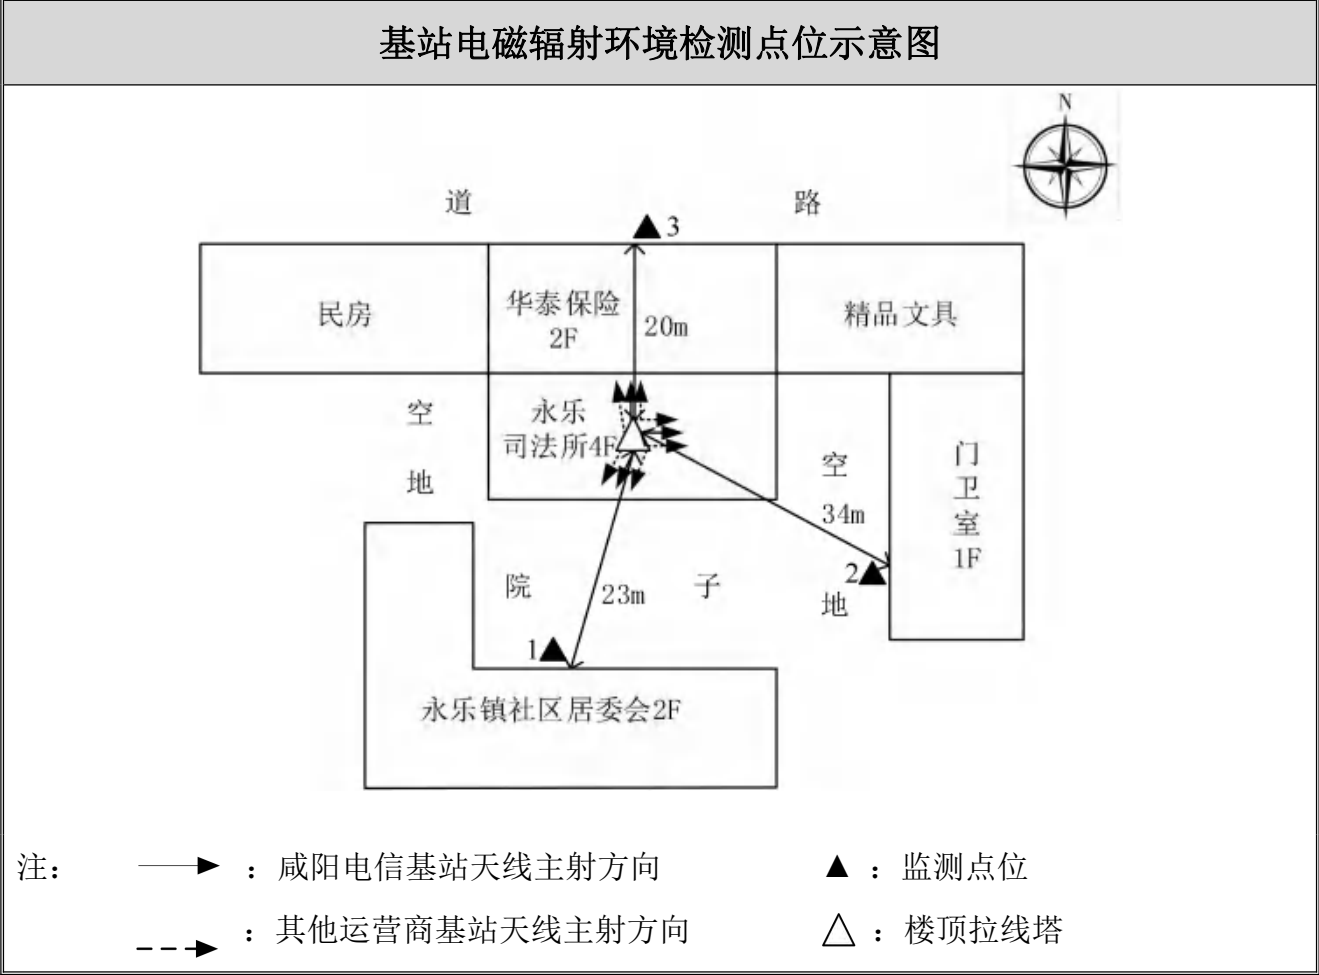 基站电磁辐射环境检测点位示意图
N
道 路
3
民房
华泰保险
2F
20m
精品文具
空
地
永乐
司法所4F
空
34m
地
门
卫
室
1F
2
院 子
23m
1
永乐镇社区居委会2F
注： ：咸阳电信基站天线主射方向 ：监测点位
：其他运营商基站天线主射方向 ：楼顶拉线塔